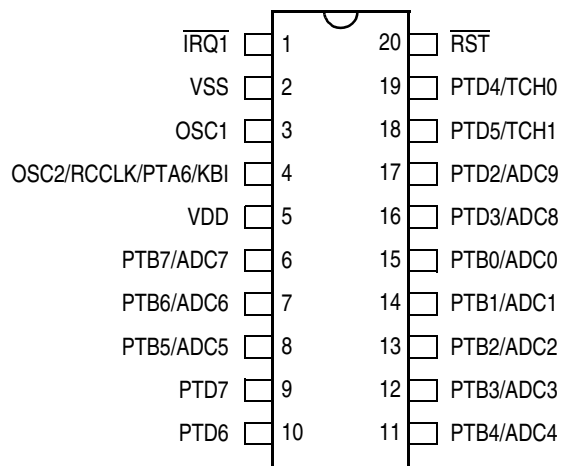 IRQ1 1 20 RST
VSS 2 19 PTD4/TCH0
OSC1 3 18 PTD5/TCH1
OSC2/RCCLK/PTA6/KBI 4 17 PTD2/ADC9
VDD 5 16 PTD3/ADC8
PTB7/ADC7 6 15 PTB0/ADC0
PTB6/ADC6 7 14 PTB1/ADC1
PTB5/ADC5 8 13 PTB2/ADC2
PTD7 9 12 PTB3/ADC3
PTD6 10 11 PTB4/ADC4